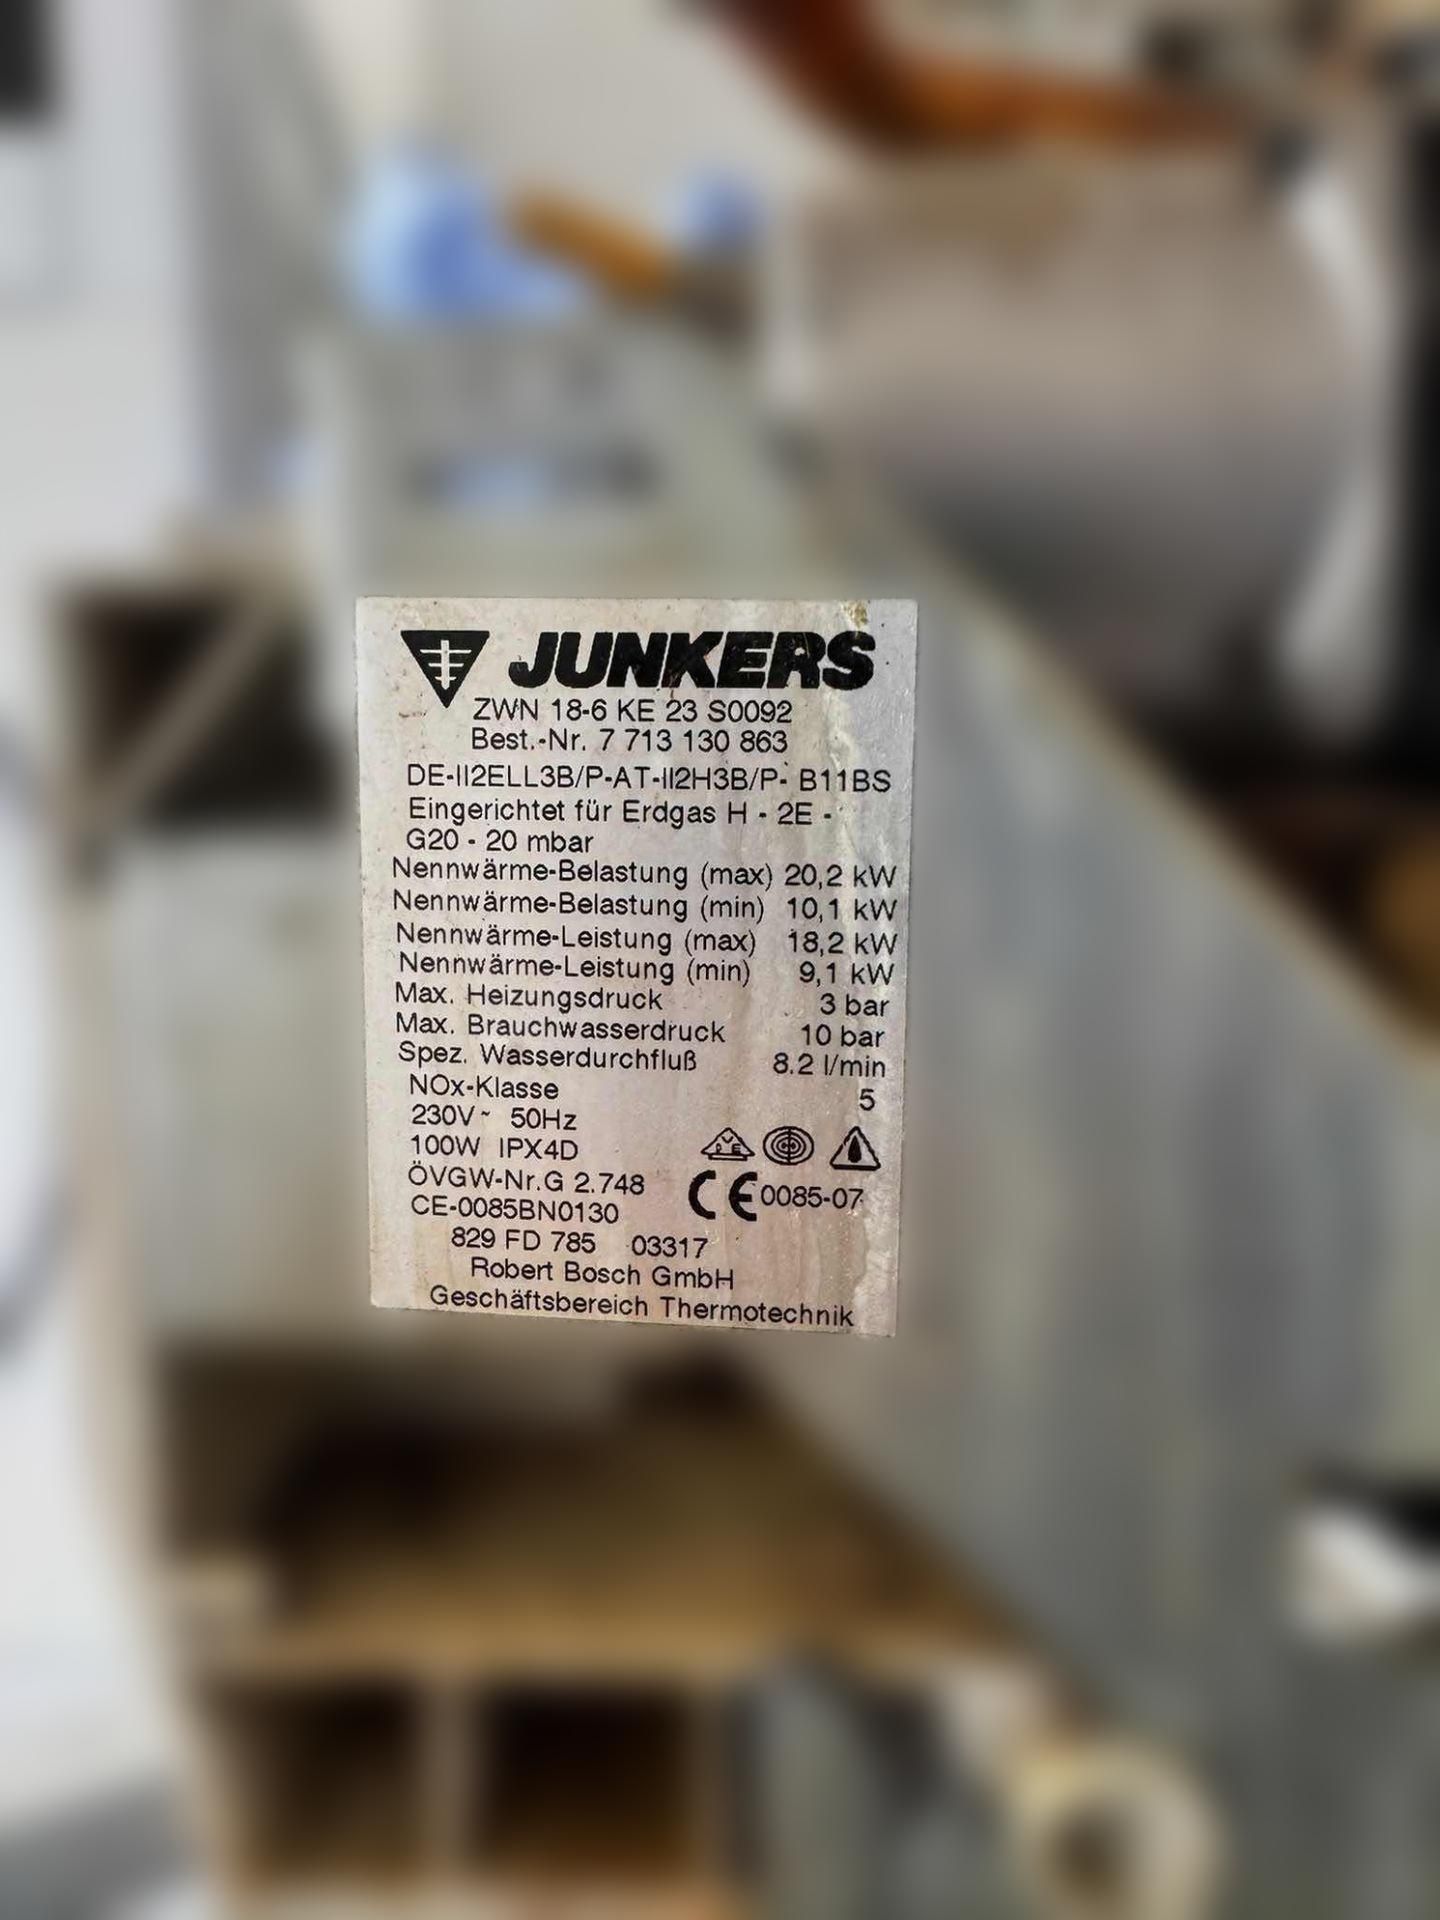 JUNKERS
ZWN 18-6 KE 23 S0092
Best.-Nr. 7 713 130 863
DE-II2ELL3B/P-AT-II2H3B/P- B11BS
Eingerichtet für Erdgas H - 2E -
G20 - 20 mbar
Nennwärme-Belastung (max) 20,2 kW
Nennwärme-Belastung (min) 10,1 kW
Nennwärme-Leistung (max) 18,2 kW
Nennwärme-Leistung (min) 9,1 kW
Max. Heizungsdruck 3 bar
Max. Brauchwasserdruck 10 bar
Spez. Wasserdurchfluß 8.2 l/min
NOx-Klasse 5
230V~ 50Hz
100W IPX4D
ÖVGW-Nr.G 2.748
CE 0085-07
CE-0085BN0130
829 FD 785 03317
Robert Bosch GmbH
Geschäftsbereich Thermotechnik